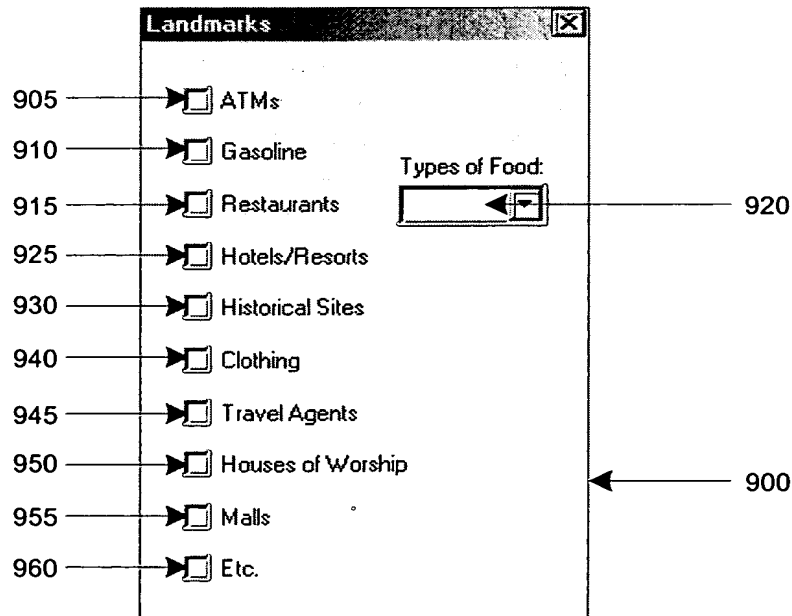 Landmarks
905 ATMs
910 Gasoline
Types of Food:
915 Restaurants 920
925 Hotels/Resorts
930 Historical Sites
940 Clothing
945 Travel Agents
950 Houses of Worship
900
955 Malls
960 Etc.